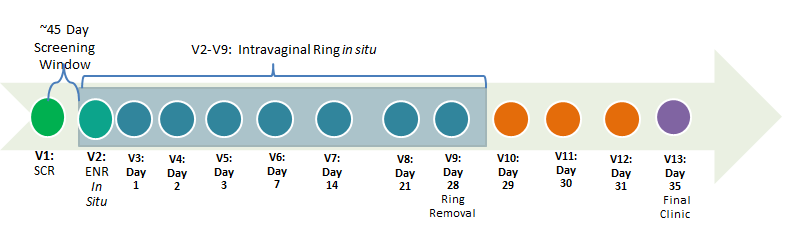 ~45 Day
Screening
Window
V2-V9: Intravaginal Ring in situ
V1:
SCR
V2:
ENR
In
Situ
V3:
Day
1
V4:
Day
2
V5:
Day
3
V6:
Day
7
V7:
Day
14
V8:
Day
21
V9:
Day
28
Ring
Removal
V10:
Day
29
V11:
Day
30
V12:
Day
31
V13:
Day
35
Final
Clinic